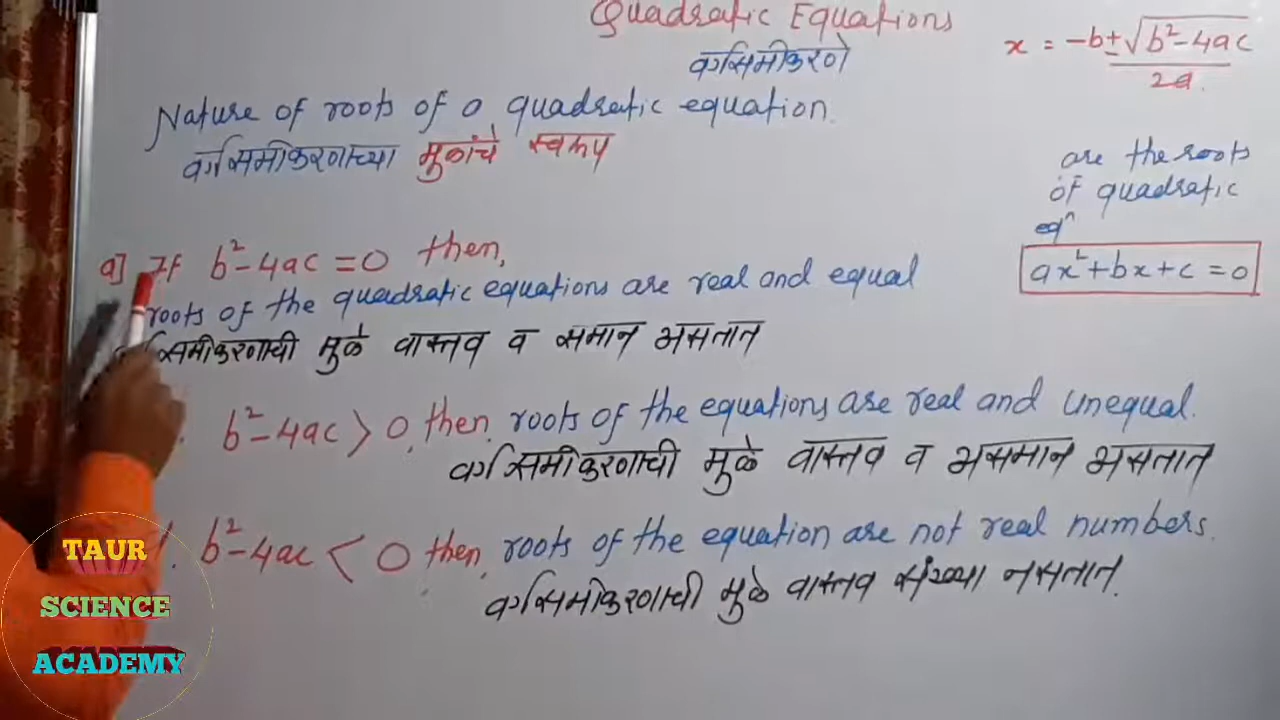 Quadratic Equations
वर्गसमीकरणे
x = -b ± √b²-4ac
2a
Nature of roots of a quadratic equation.
वर्गसमीकरणाच्या मुळांचे स्वरूप
are the roots
of quadratic
eqⁿ
ax²+bx+c=0
a] If b²-4ac=0 then,
roots of the quadratic equations are real and equal
वर्गसमीकरणाची मुळे वास्तव व समान असतात
b²-4ac > 0, then, roots of the equations are real and unequal.
वर्गसमीकरणाची मुळे वास्तव व असमान असतात
b²-4ac < 0 then, roots of the equation are not real numbers.
वर्गसमीकरणाची मुळे वास्तव संख्या नसतात.
TAUR
SCIENCE
ACADEMY